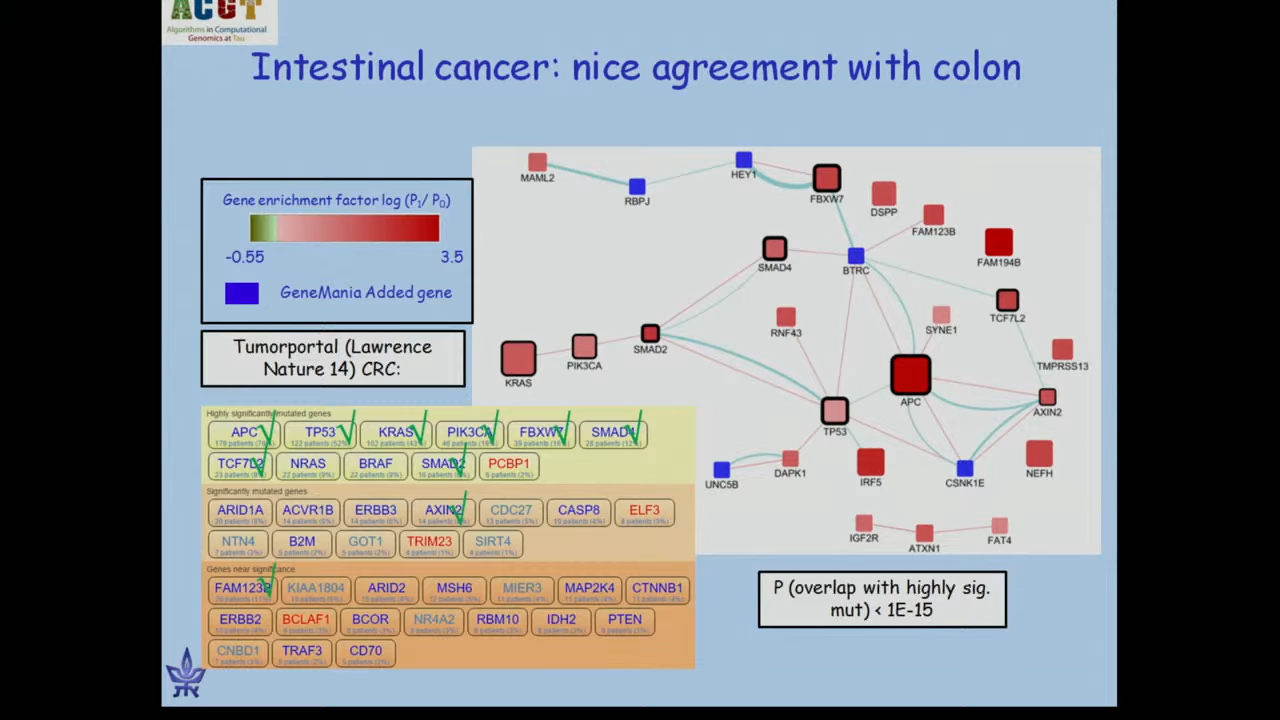 ACGT
Algorithms in Computational
Genomics at Tau
Intestinal cancer: nice agreement with colon
Gene enrichment factor log (P1/ P0)
-0.55 3.5
GeneMania Added gene
Tumorportal (Lawrence
Nature 14) CRC:
MAML2
RBPJ
HEY1
FBXW7
DSPP
FAM123B
FAM194B
SMAD4
BTRC
TCF7L2
RNF43
SYNE1
SMAD2
PIK3CA
KRAS
TMPRSS13
APC
AXIN2
TP53
UNC5B
DAPK1
IRF5
CSNK1E
NEFH
IGF2R
ATXN1
FAT4
Highly significantly mutated genes
APC TP53 KRAS PIK3CA FBXW7 SMAD4
TCF7L2 NRAS BRAF SMAD2 PCBP1
Significantly mutated genes
ARID1A ACVR1B ERBB3 AXIN2 CDC27 CASP8 ELF3
NTN4 B2M GOT1 TRIM23 SIRT4
Genes near significance
FAM123B KIAA1804 ARID2 MSH6 MIER3 MAP2K4 CTNNB1
ERBB2 BCLAF1 BCOR NR4A2 RBM10 IDH2 PTEN
CNBD1 TRAF3 CD70
P (overlap with highly sig.
mut) < 1E-15